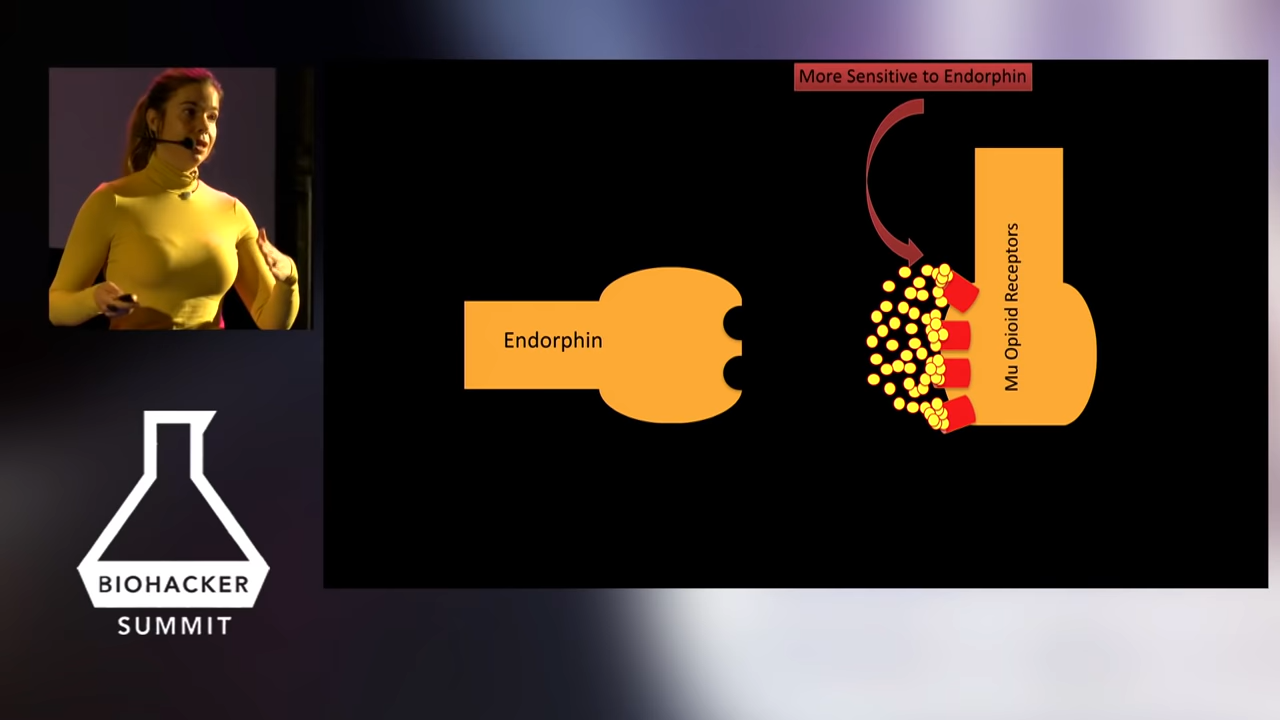 More Sensitive to Endorphin
Endorphin
Mu Opioid Receptors
BIOHACKER
SUMMIT